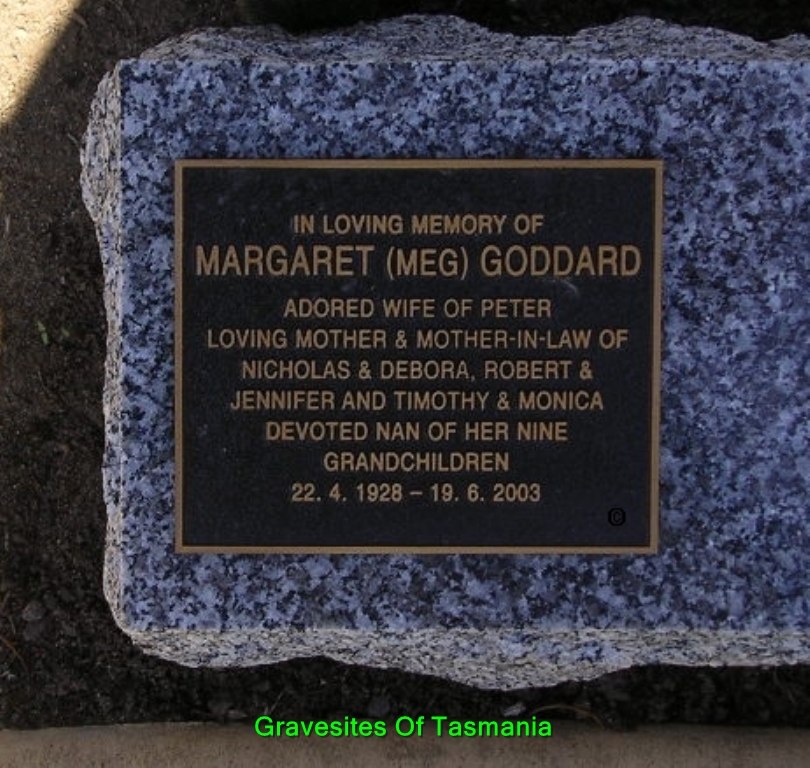 IN LOVING MEMORY OF
MARGARET (MEG) GODDARD
ADORED WIFE OF PETER
LOVING MOTHER & MOTHER-IN-LAW OF
NICHOLAS & DEBORA, ROBERT &
JENNIFER AND TIMOTHY & MONICA
DEVOTED NAN OF HER NINE
GRANDCHILDREN
22. 4. 1928 – 19. 6. 2003
©
Gravesites Of Tasmania